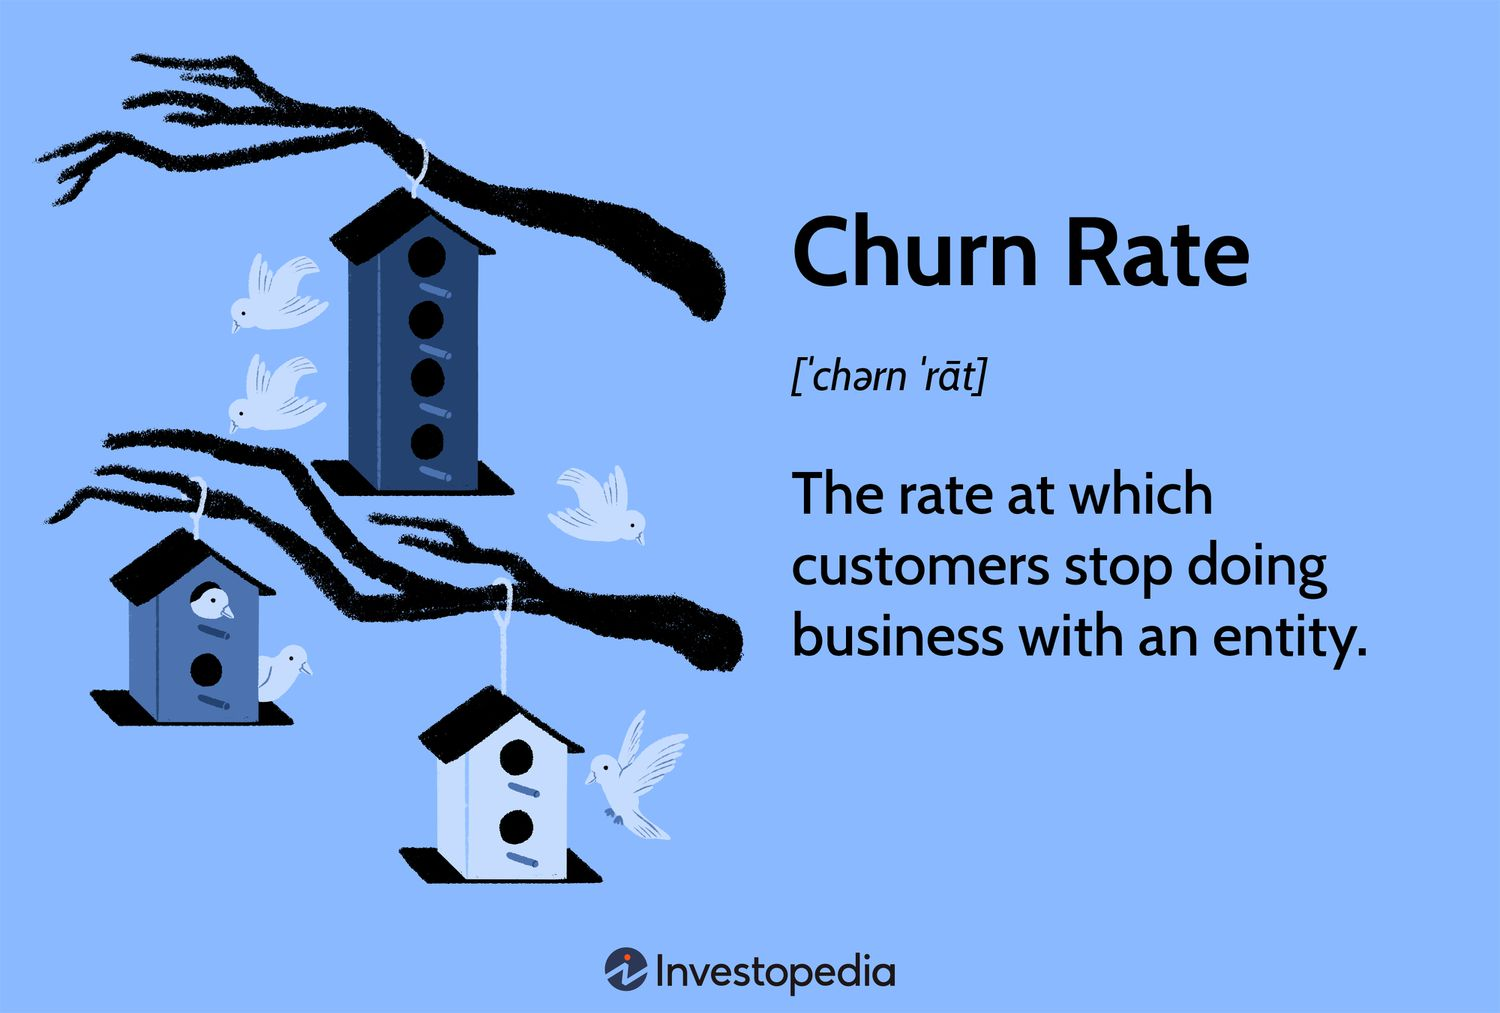 Churn Rate
[ˈchərn ˈrāt]
The rate at which
customers stop doing
business with an entity.
Investopedia